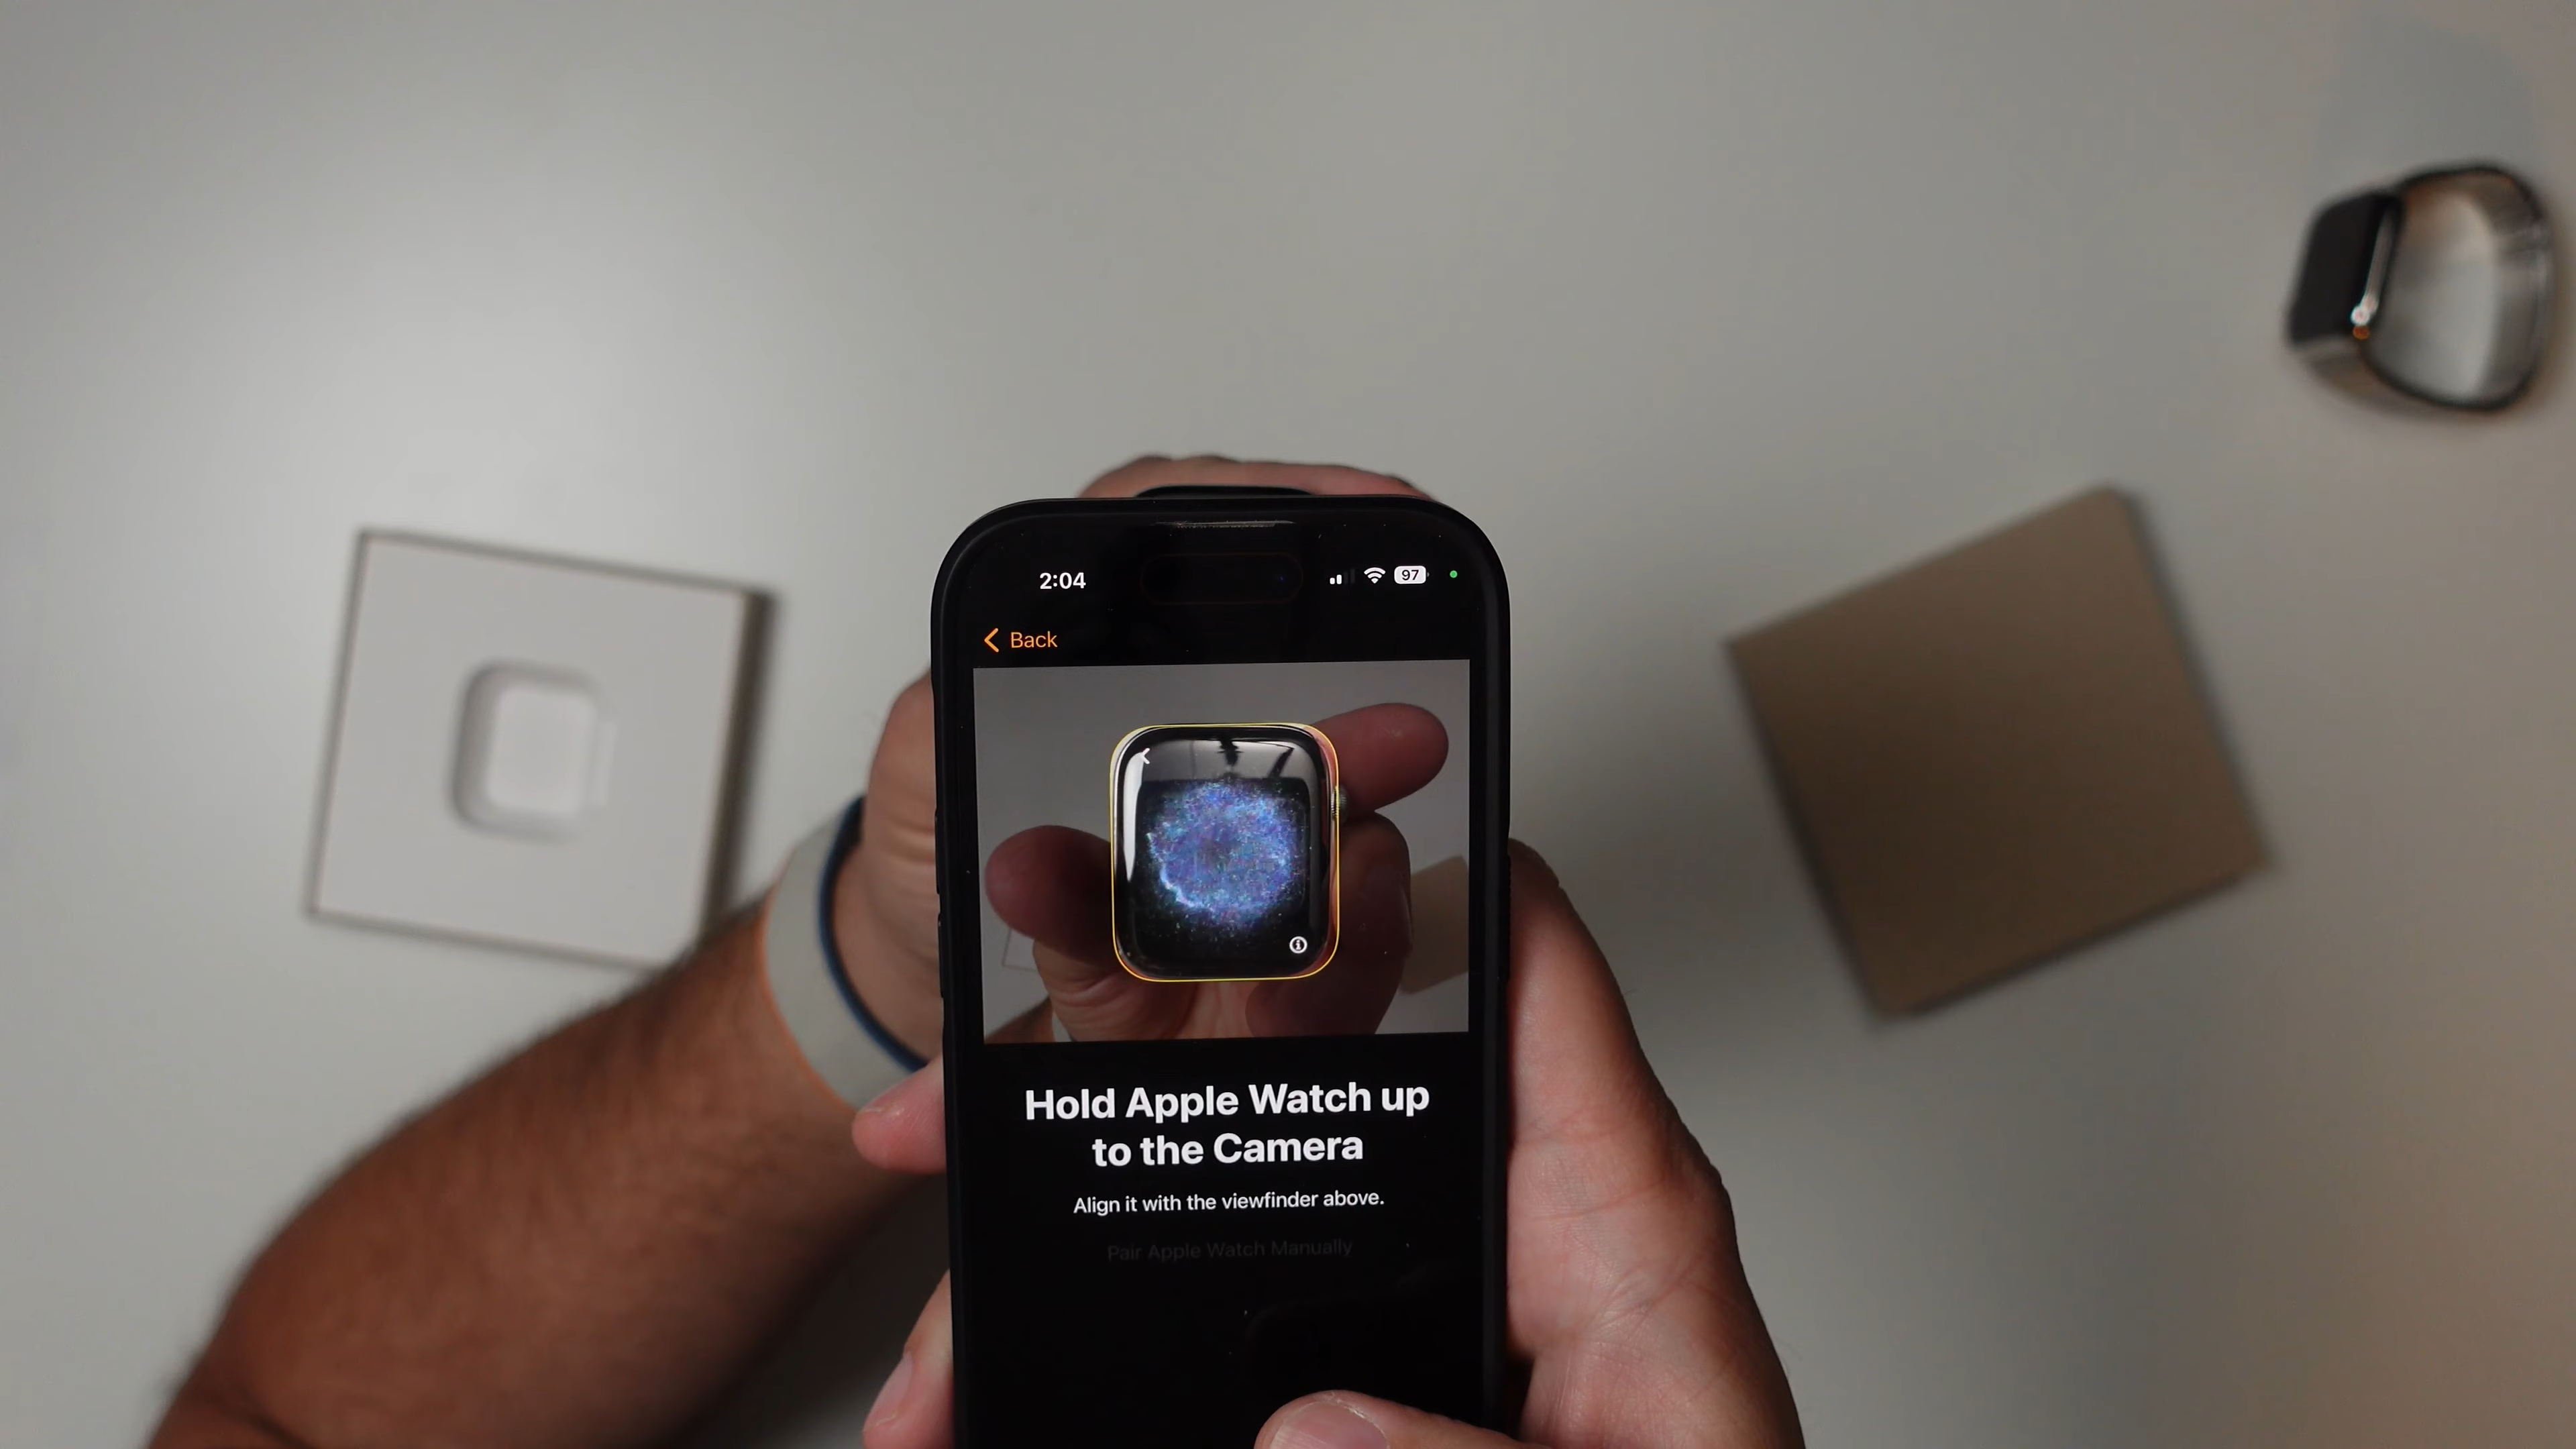 2:04
97
Back
Hold Apple Watch up
to the Camera
Align it with the viewfinder above.
Pair Apple Watch Manually